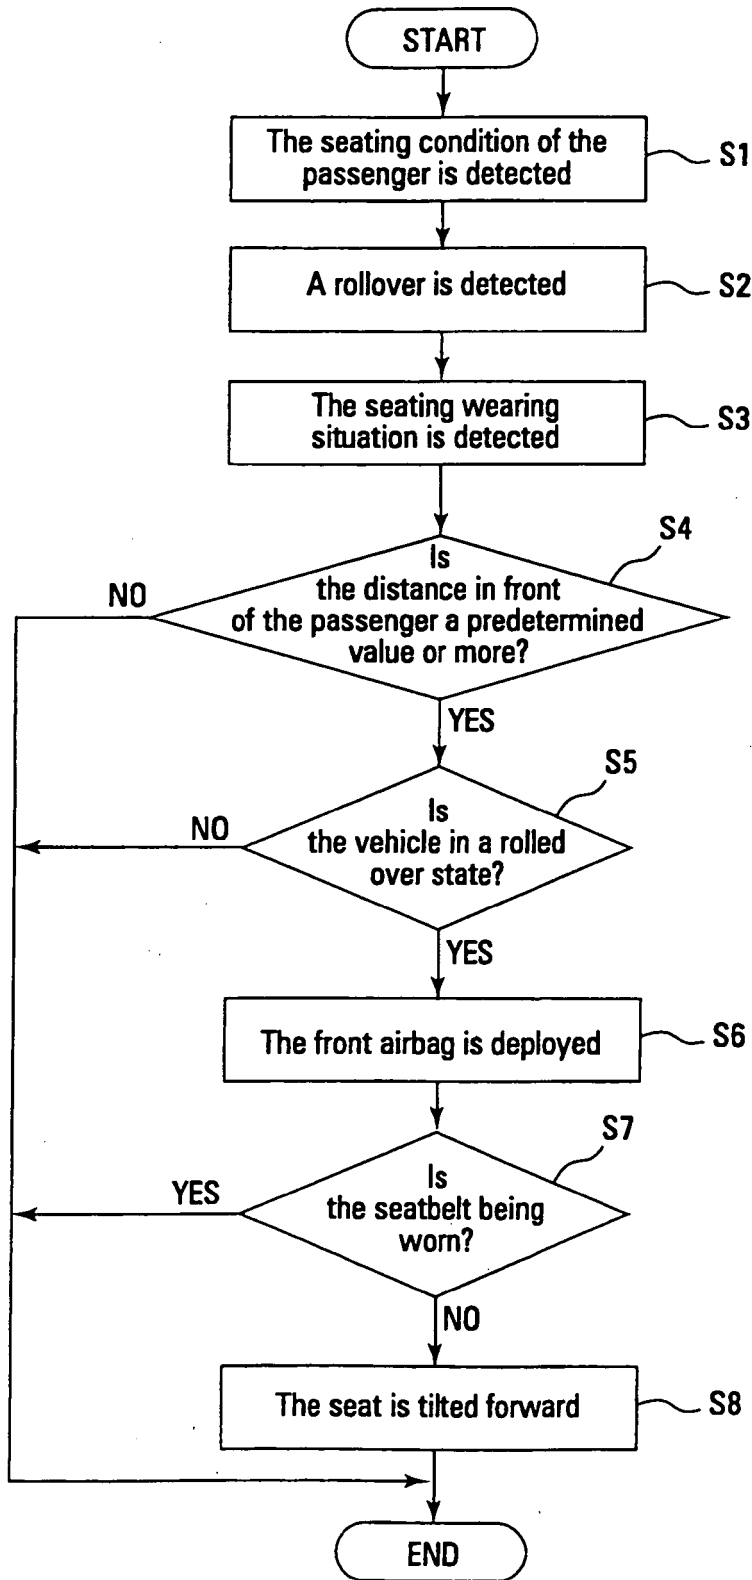 START
The seating condition of the
passenger is detected
S1
A rollover is detected
S2
The seating wearing
situation is detected
S3
S4
Is
the distance in front
of the passenger a predetermined
value or more?
NO
YES
S5
Is
the vehicle in a rolled
over state?
NO
YES
The front airbag is deployed
S6
S7
Is
the seatbelt being
worn?
YES
NO
The seat is tilted forward
S8
END